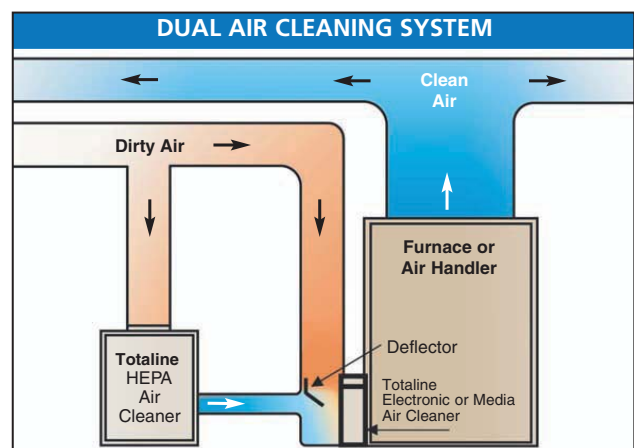 DUAL AIR CLEANING SYSTEM
Clean
Air
Dirty Air
Furnace or
Air Handler
Deflector
Totaline
HEPA
Air
Cleaner
Totaline
Electronic or Media
Air Cleaner